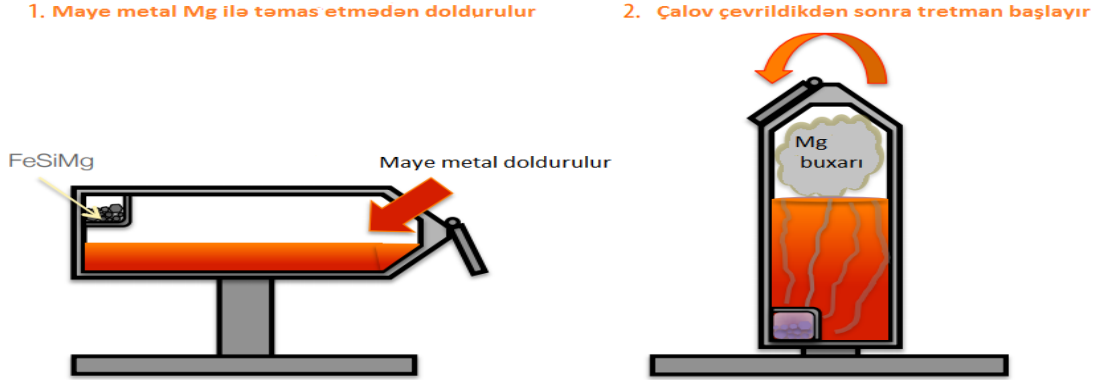 1. Maye metal Mg ilə təmas etmədən doldurulur
2. Çalov çevrildikdən sonra tretman başlayır
FeSiMg
Maye metal doldurulur
Mg
buxarı